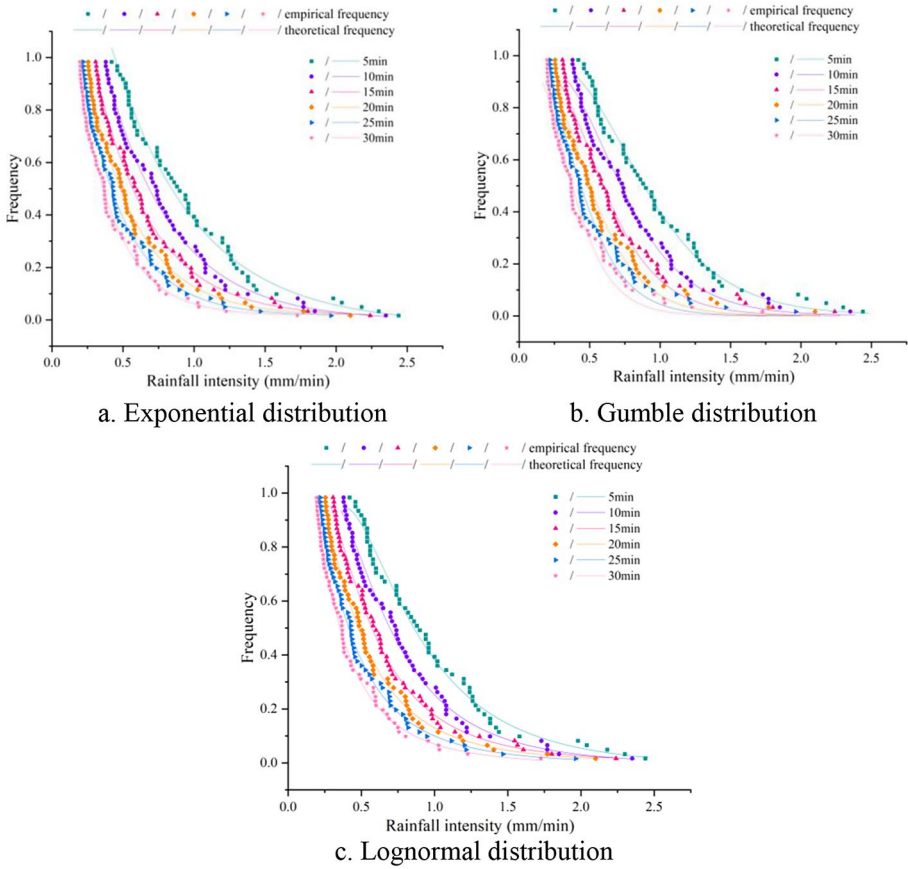 / / / / / / empirical frequency
/ / / / / / theoretical frequency
/ 5min
/ 10min
/ 15min
/ 20min
/ 25min
/ 30min
1.0
0.8
0.6
0.4
0.2
0.0
Frequency
0.0 0.5 1.0 1.5 2.0 2.5
Rainfall intensity (mm/min)
a. Exponential distribution
/ / / / / / empirical frequency
/ / / / / / theoretical frequency
/ 5min
/ 10min
/ 15min
/ 20min
/ 25min
/ 30min
1.0
0.8
0.6
0.4
0.2
0.0
Frequency
0.0 0.5 1.0 1.5 2.0 2.5
Rainfall intensity (mm/min)
b. Gumble distribution
/ / / / / / empirical frequency
/ / / / / / theoretical frequency
/ 5min
/ 10min
/ 15min
/ 20min
/ 25min
/ 30min
1.0
0.8
0.6
0.4
0.2
0.0
Frequency
0.0 0.5 1.0 1.5 2.0 2.5
Rainfall intensity (mm/min)
c. Lognormal distribution